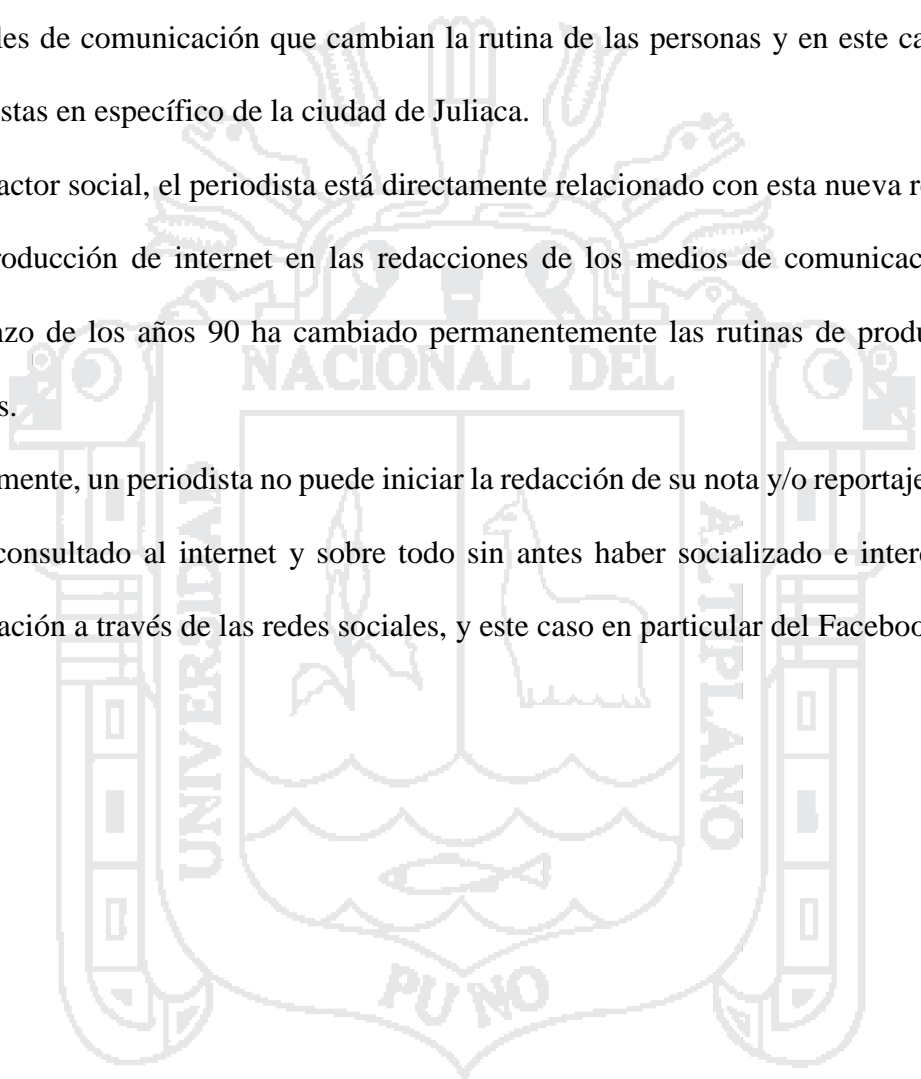 les de comunicación que cambian la rutina de las personas y en este ca
stas en específico de la ciudad de Juliaca.
actor social, el periodista está directamente relacionado con esta nueva r
roducción de internet en las redacciones de los medios de comunicac
nzo de los años 90 ha cambiado permanentemente las rutinas de produ
NACIONAL DEL
s.
mente, un periodista no puede iniciar la redacción de su nota y/o reportaje
consultado al internet y sobre todo sin antes haber socializado e inter
ación a través de las redes sociales, y este caso en particular del Faceboo
UNIVERSIDAD
ALTIPLANO
PUNO